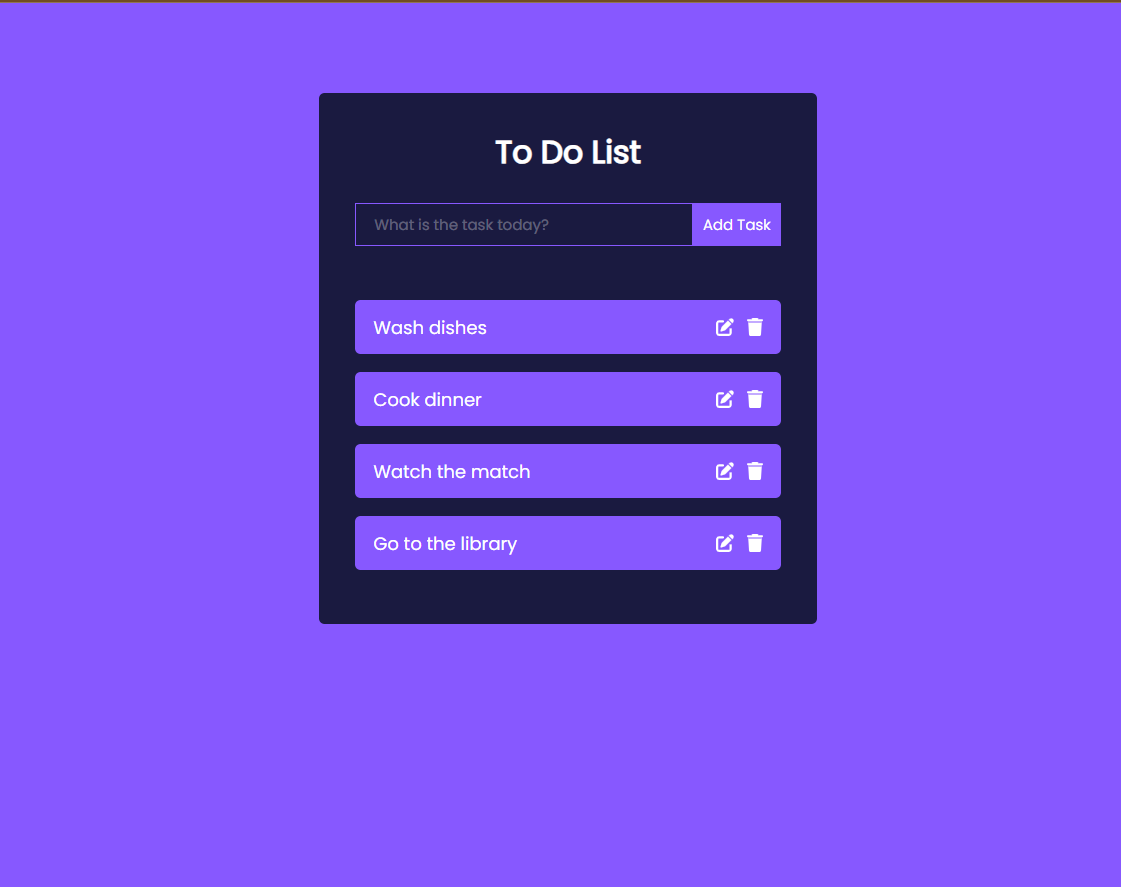 To Do List
What is the task today?
Add Task
Wash dishes
Cook dinner
Watch the match
Go to the library